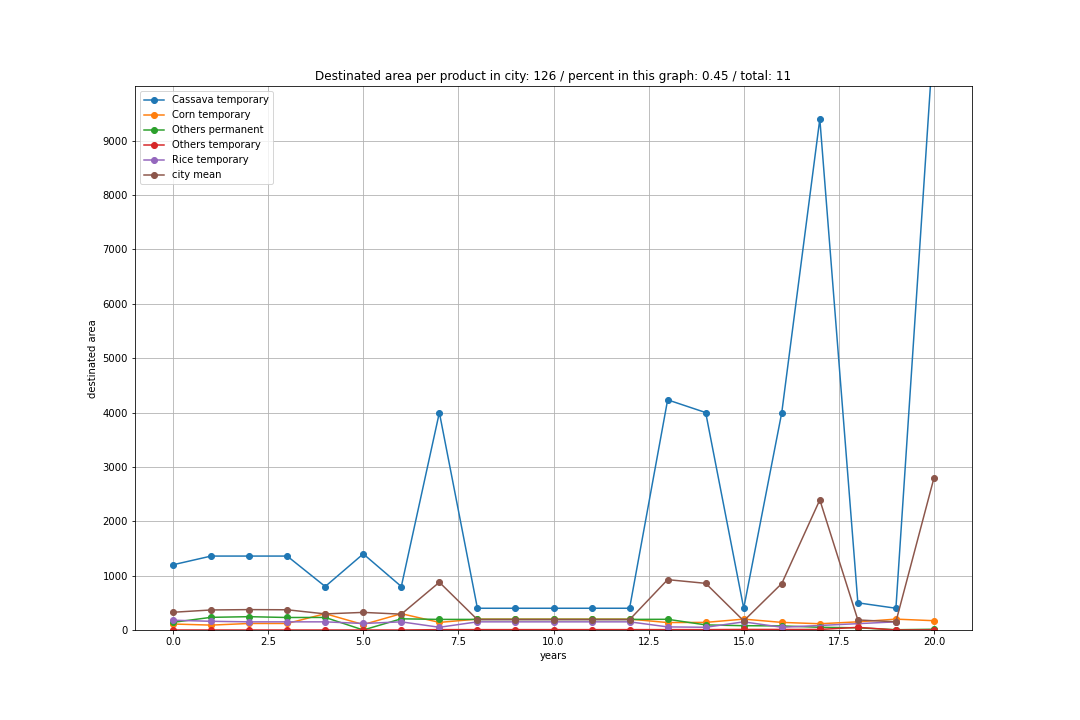 Destinated area per product in city: 126 / percent in this graph: 0.45 / total: 11
Cassava temporary
Corn temporary
Others permanent
Others temporary
Rice temporary
city mean
9000
8000
7000
6000
5000
4000
3000
2000
1000
0
destinated area
0.0 2.5 5.0 7.5 10.0 12.5 15.0 17.5 20.0
years